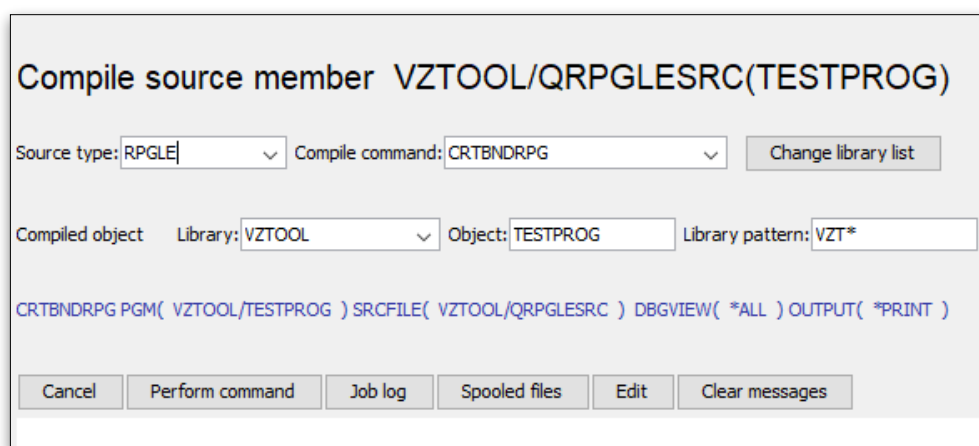 Compile source member VZTOOL/QRPGLESRC(TESTPROG)
Source type: RPGLE Compile command: CRTBNDRPG Change library list
Compiled object Library: VZTOOL Object: TESTPROG Library pattern: VZT*
CRTBNDRPG PGM( VZTOOL/TESTPROG ) SRCFILE( VZTOOL/QRPGLESRC ) DBGVIEW( *ALL ) OUTPUT( *PRINT )
Cancel Perform command Job log Spooled files Edit Clear messages